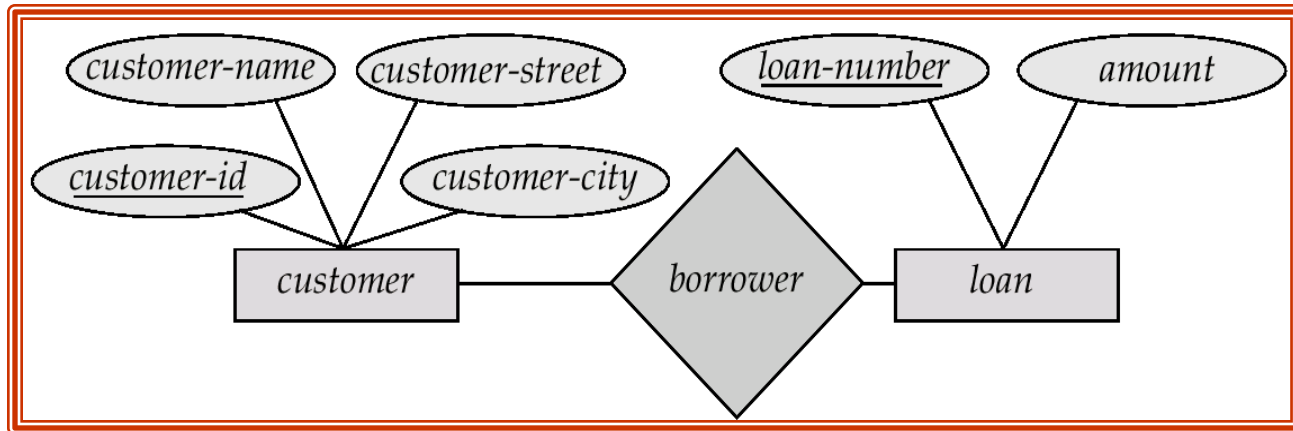 customer-name
customer-street
loan-number
amount
customer-id
customer-city
customer
borrower
loan